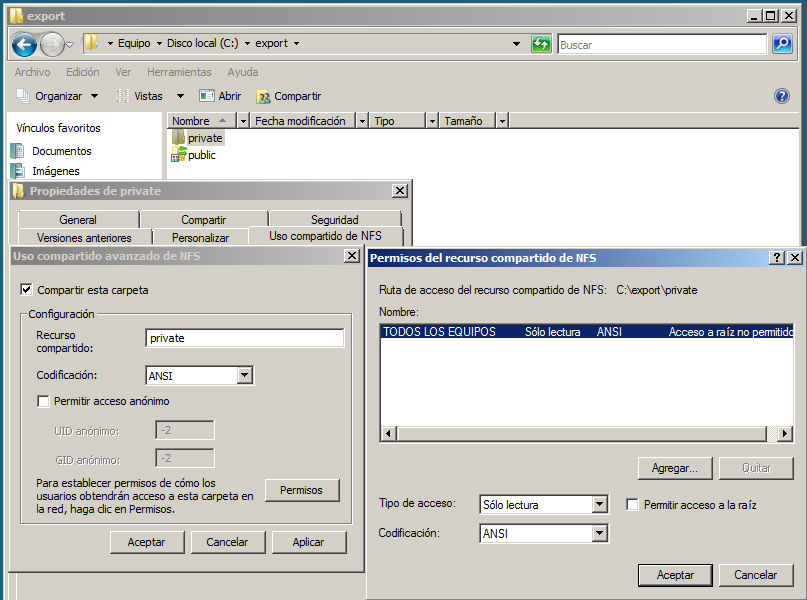 export
Equipo Disco local (C:) export
Buscar
Archivo Edición Ver Herramientas Ayuda
Organizar Vistas Abrir Compartir
Vínculos favoritos
Documentos
Imágenes
Nombre Fecha modificación Tipo Tamaño
private
public
Propiedades de private
General Compartir Seguridad
Versiones anteriores Personalizar Uso compartido de NFS
Uso compartido avanzado de NFS
Compartir esta carpeta
Configuración
Recurso
compartido:
private
Codificación:
ANSI
Permitir acceso anónimo
UID anónimo:
-2
GID anónimo:
-2
Para establecer permisos de cómo los
usuarios obtendrán acceso a esta carpeta en
la red, haga clic en Permisos.
Permisos
Aceptar Cancelar Aplicar
Permisos del recurso compartido de NFS
Ruta de acceso del recurso compartido de NFS: C:\export\private
Nombre:
TODOS LOS EQUIPOS Sólo lectura ANSI Acceso a raíz no permitido
Agregar... Quitar
Tipo de acceso: Sólo lectura Permitir acceso a la raíz
Codificación: ANSI
Aceptar Cancelar